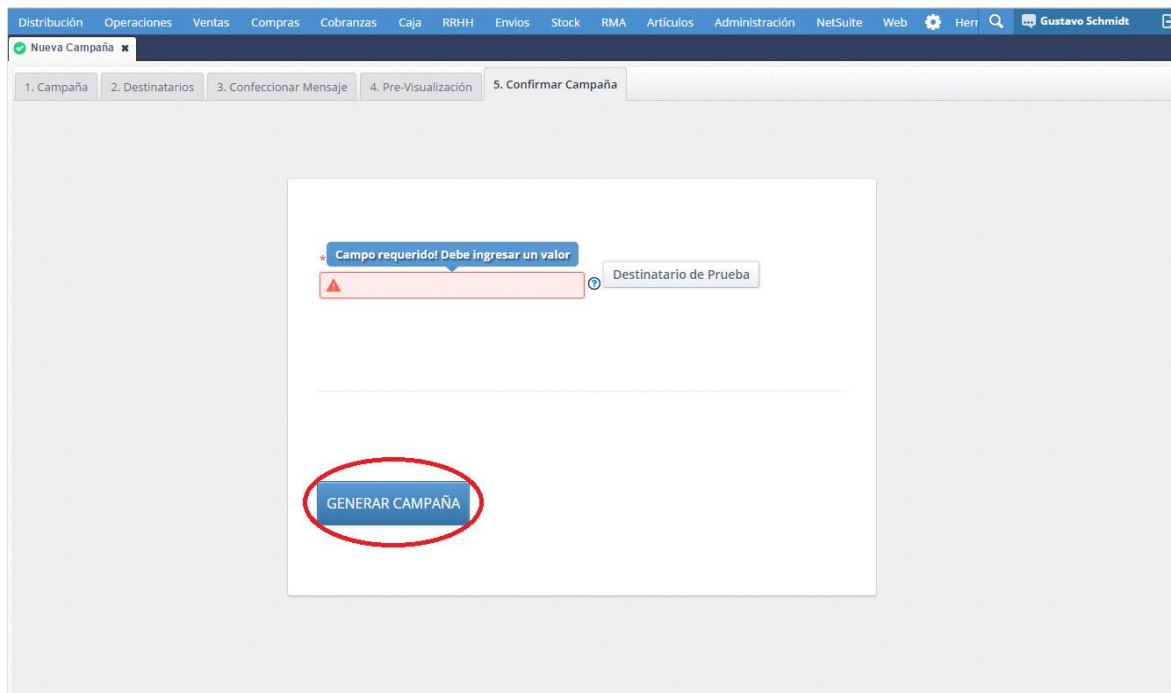 Distribución Operaciones Ventas Compras Cobranzas Caja RRHH Envios Stock RMA Artículos Administración NetSuite Web Herr Gustavo Schmidt
Nueva Campaña
1. Campaña 2. Destinatarios 3. Confeccionar Mensaje 4. Pre-Visualización 5. Confirmar Campaña
* Campo requerido! Debe ingresar un valor
Destinatario de Prueba
GENERAR CAMPAÑA